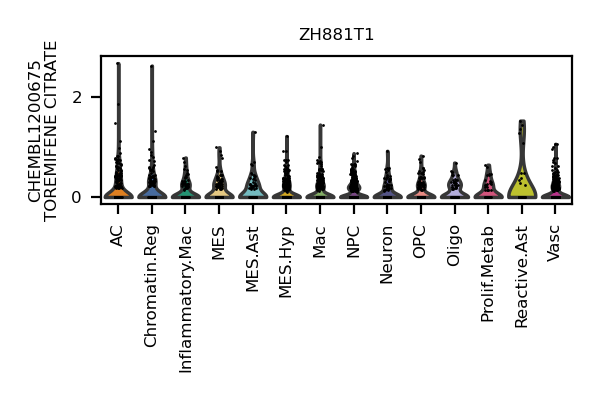 ZH881T1
CHEMBL1200675
TOREMIFENE CITRATE
2
0
AC
Chromatin.Reg
Inflammatory.Mac
MES
MES.Ast
MES.Hyp
Mac
NPC
Neuron
OPC
Oligo
Prolif.Metab
Reactive.Ast
Vasc